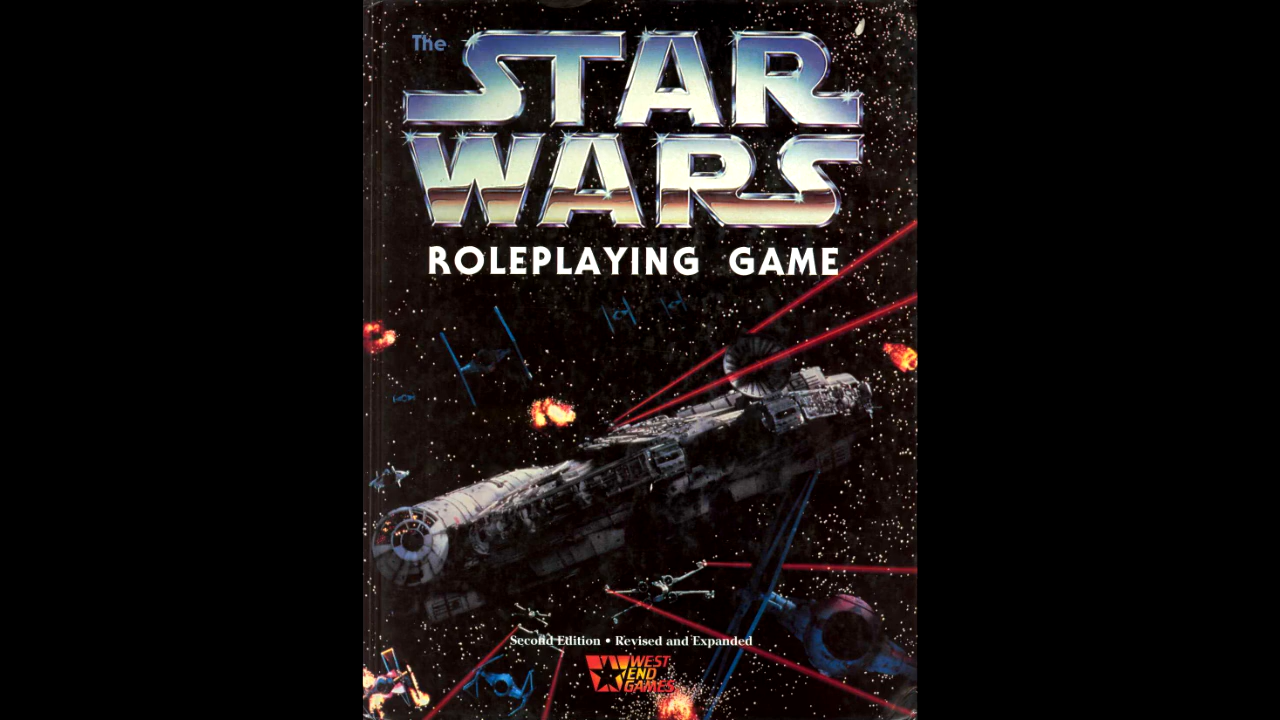 The
STAR
WARS
ROLEPLAYING GAME
Second Edition • Revised and Expanded
WEST
END
GAMES